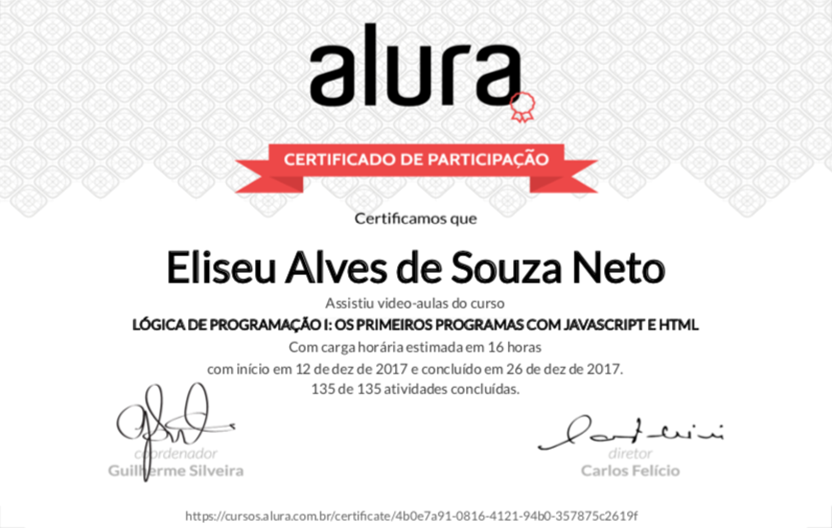 alura
CERTIFICADO DE PARTICIPAÇÃO
Certificamos que
Eliseu Alves de Souza Neto
Assistiu video-aulas do curso
LÓGICA DE PROGRAMAÇÃO I: OS PRIMEIROS PROGRAMAS COM JAVASCRIPT E HTML
Com carga horária estimada em 16 horas
com início em 12 de dez de 2017 e concluído em 26 de dez de 2017.
135 de 135 atividades concluídas.
coordenador
Guilherme Silveira
diretor
Carlos Felício
https://cursos.alura.com.br/certificate/4b0e7a91-0816-4121-94b0-357875c2619f